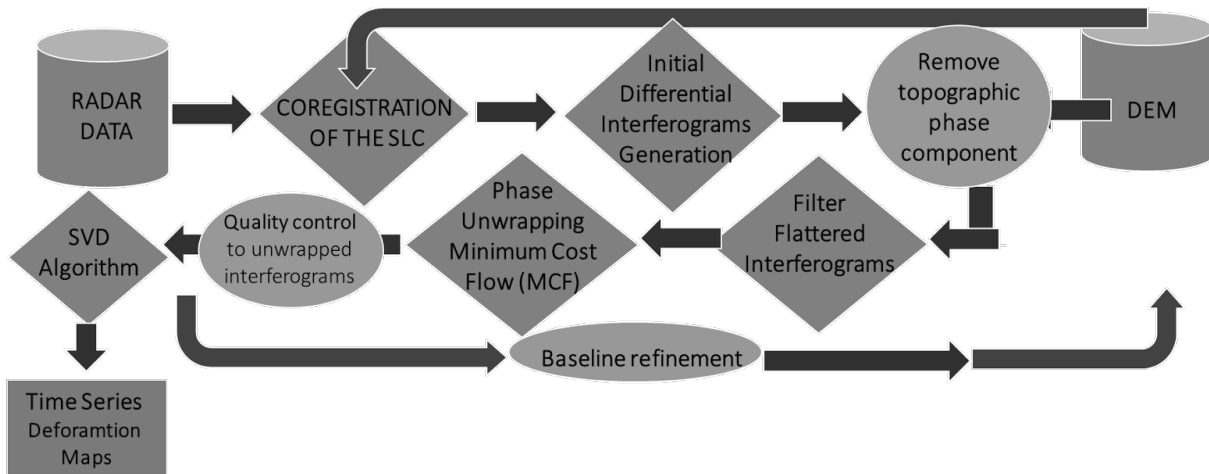 RADAR
DATA
COREGISTRATION
OF THE SLC
Initial
Differential
Interferograms
Generation
Remove
topographic
phase
component
DEM
Filter
Flattered
Interferograms
Phase
Unwrapping
Minimum Cost
Flow (MCF)
Quality control
to unwrapped
interferograms
SVD
Algorithm
Baseline refinement
Time Series
Deforamtion
Maps